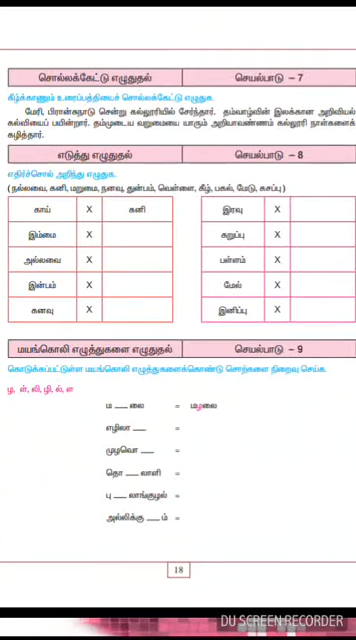 சொல்லக்கேட்டு எழுதுதல் செயல்பாடு – 7
கீழ்க்காணும் உரைப்பத்தியைச் சொல்லக்கேட்டு எழுதுக.
மேரி, பிரான்சுநாடு சென்று கல்லூரியில் சேர்ந்தார். தம்வாழ்வின் இலக்கான அறிவியல்
கல்வியைப் பயின்றார். தம்முடைய வறுமையை யாரும் அறியாவண்ணம் கல்லூரி நாள்களைக்
கழித்தார்.
எடுத்து எழுதுதல் செயல்பாடு – 8
எதிர்ச்சொல் அறிந்து எழுதுக.
( நல்லவை, கனி, மறுமை, நனவு, துன்பம், வெள்ளை, கீழ், பகல், மேடு, கசப்பு )
காய் X கனி இரவு X
இம்மை X கறுப்பு X
அல்லவை X பள்ளம் X
இன்பம் X மேல் X
கனவு X இனிப்பு X
மயங்கொலி எழுத்துகளை எழுதுதல் செயல்பாடு – 9
கொடுக்கப்பட்டுள்ள மயங்கொலி எழுத்துகளைக்கொண்டு சொற்களை நிறைவு செய்க.
ழ, ள், லி, ழி, ல், ள
ம ___ லை = மழலை
எழிலா ___ =
முழுவொ ___ =
தொ ___ லாளி =
பு ___ லாங்குழல் =
அல்லிக்கு ___ ம் =
18
DU SCREEN RECORDER